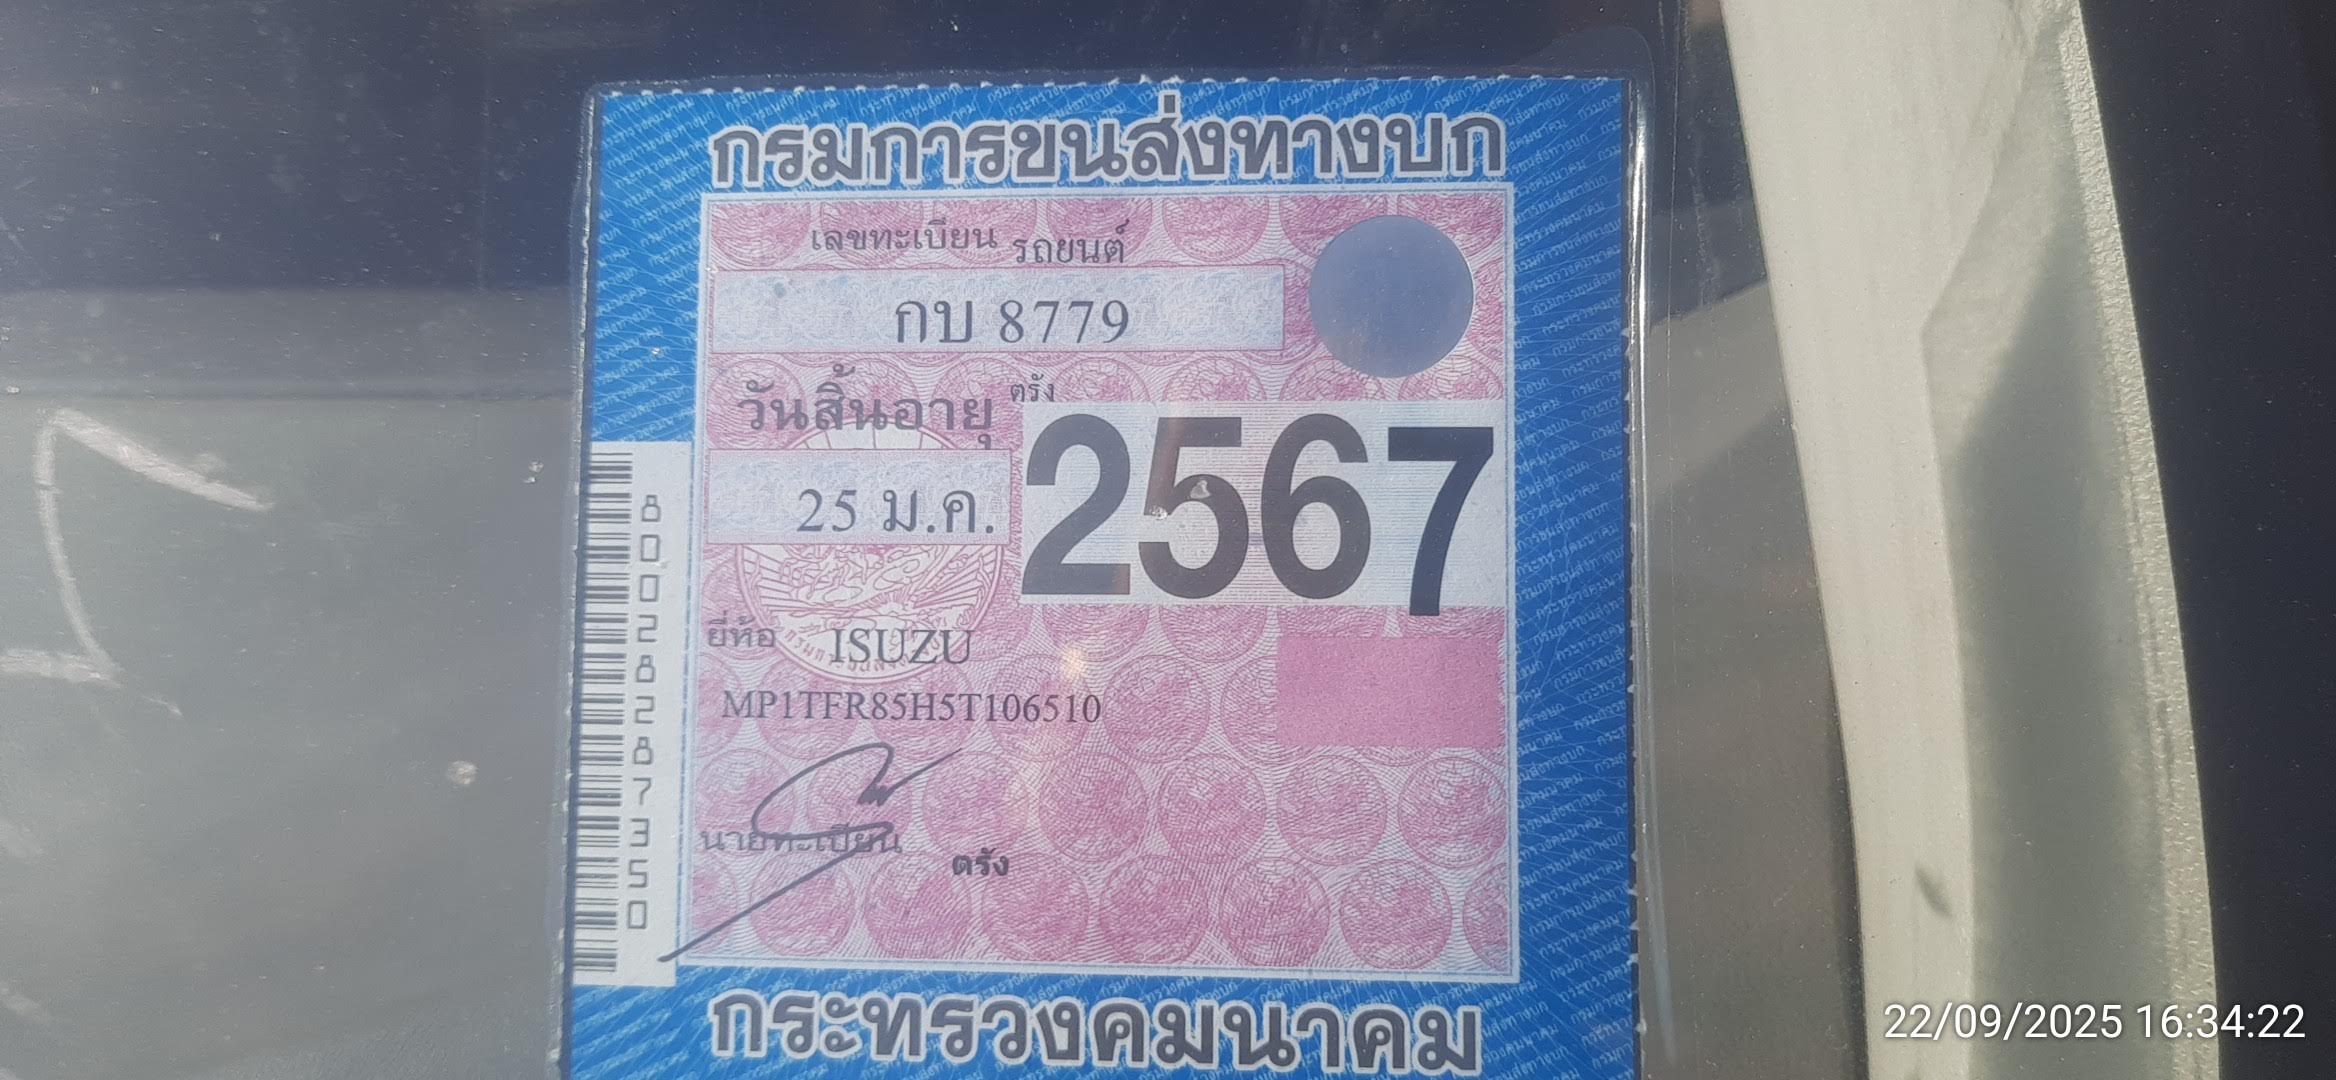 กรมการขนส่งทางบก
เลขทะเบียน รถยนต์
กบ 8779
วันสิ้นอายุ ตรัง
25 ม.ค. 2567
ยี่ห้อ ISUZU
MP1TFR85H5T106510
นายทะเบียน
ตรัง
8002828287350
กระทรวงคมนาคม
22/09/2025 16:34:22